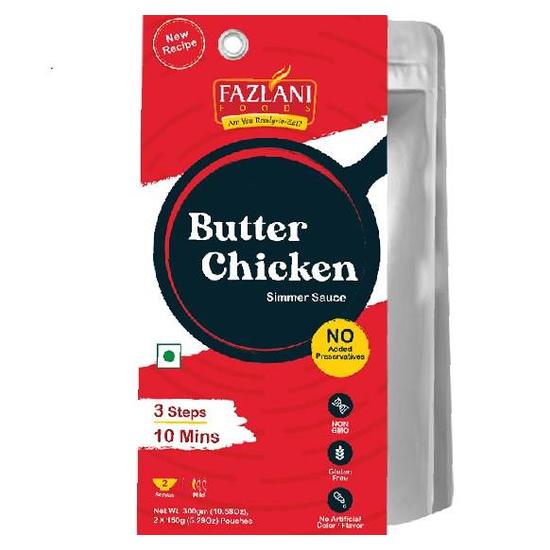 New
Recipe
FAZLANI
FOODS
Are You Ready-to-Eat?
Butter
Chicken
Simmer Sauce
NO
Added
Preservatives
3 Steps
10 Mins
NON
GMO
Gluten
Free
2
Serves
Mild
No Artificial
Color / Flavor
Net Wt. 300gm (10.58Oz),
2 x 150g (5.29Oz) Pouches